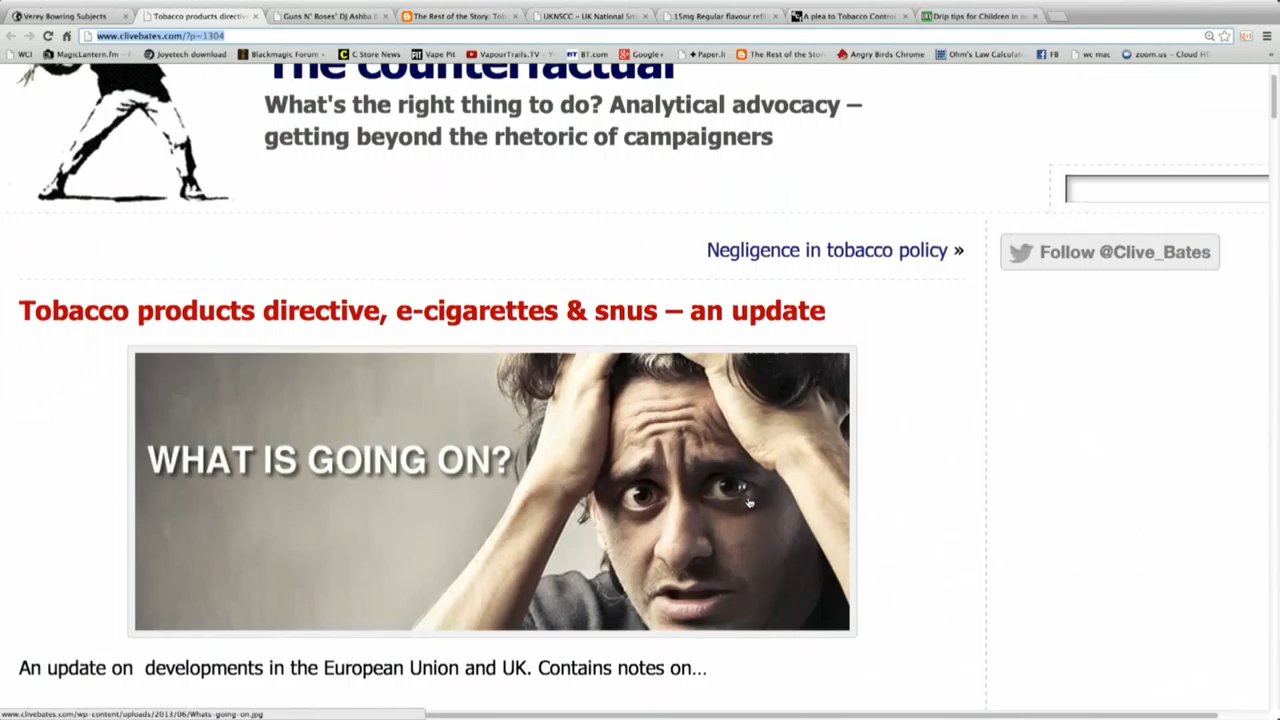 Verey Bowring Subjects
Tobacco products directiv
Guns N' Roses' DJ Ashba
The Rest of the Story: Tob
UKNSCC – UK National Sm
15mg Regular flavour refi
A plea to Tobacco Control
Drip tips for Children in n
www.clivebates.com/?p=1304
WCI
MagicLantern.fm –
Joyetech download
Blackmagic Forum •
C Store News
Vape Pit
VapourTrails.TV –
BT.com
Google+
+ Paper.li
The Rest of the Stor
Angry Birds Chrome
Ohm's Law Calculat
FB
wc mac
zoom.us – Cloud H
The counterfactual
What's the right thing to do? Analytical advocacy –
getting beyond the rhetoric of campaigners
Negligence in tobacco policy »
Follow @Clive_Bates
Tobacco products directive, e-cigarettes & snus – an update
WHAT IS GOING ON?
An update on developments in the European Union and UK. Contains notes on...
www.clivebates.com/wp-content/uploads/2013/06/Whats-going-on.jpg